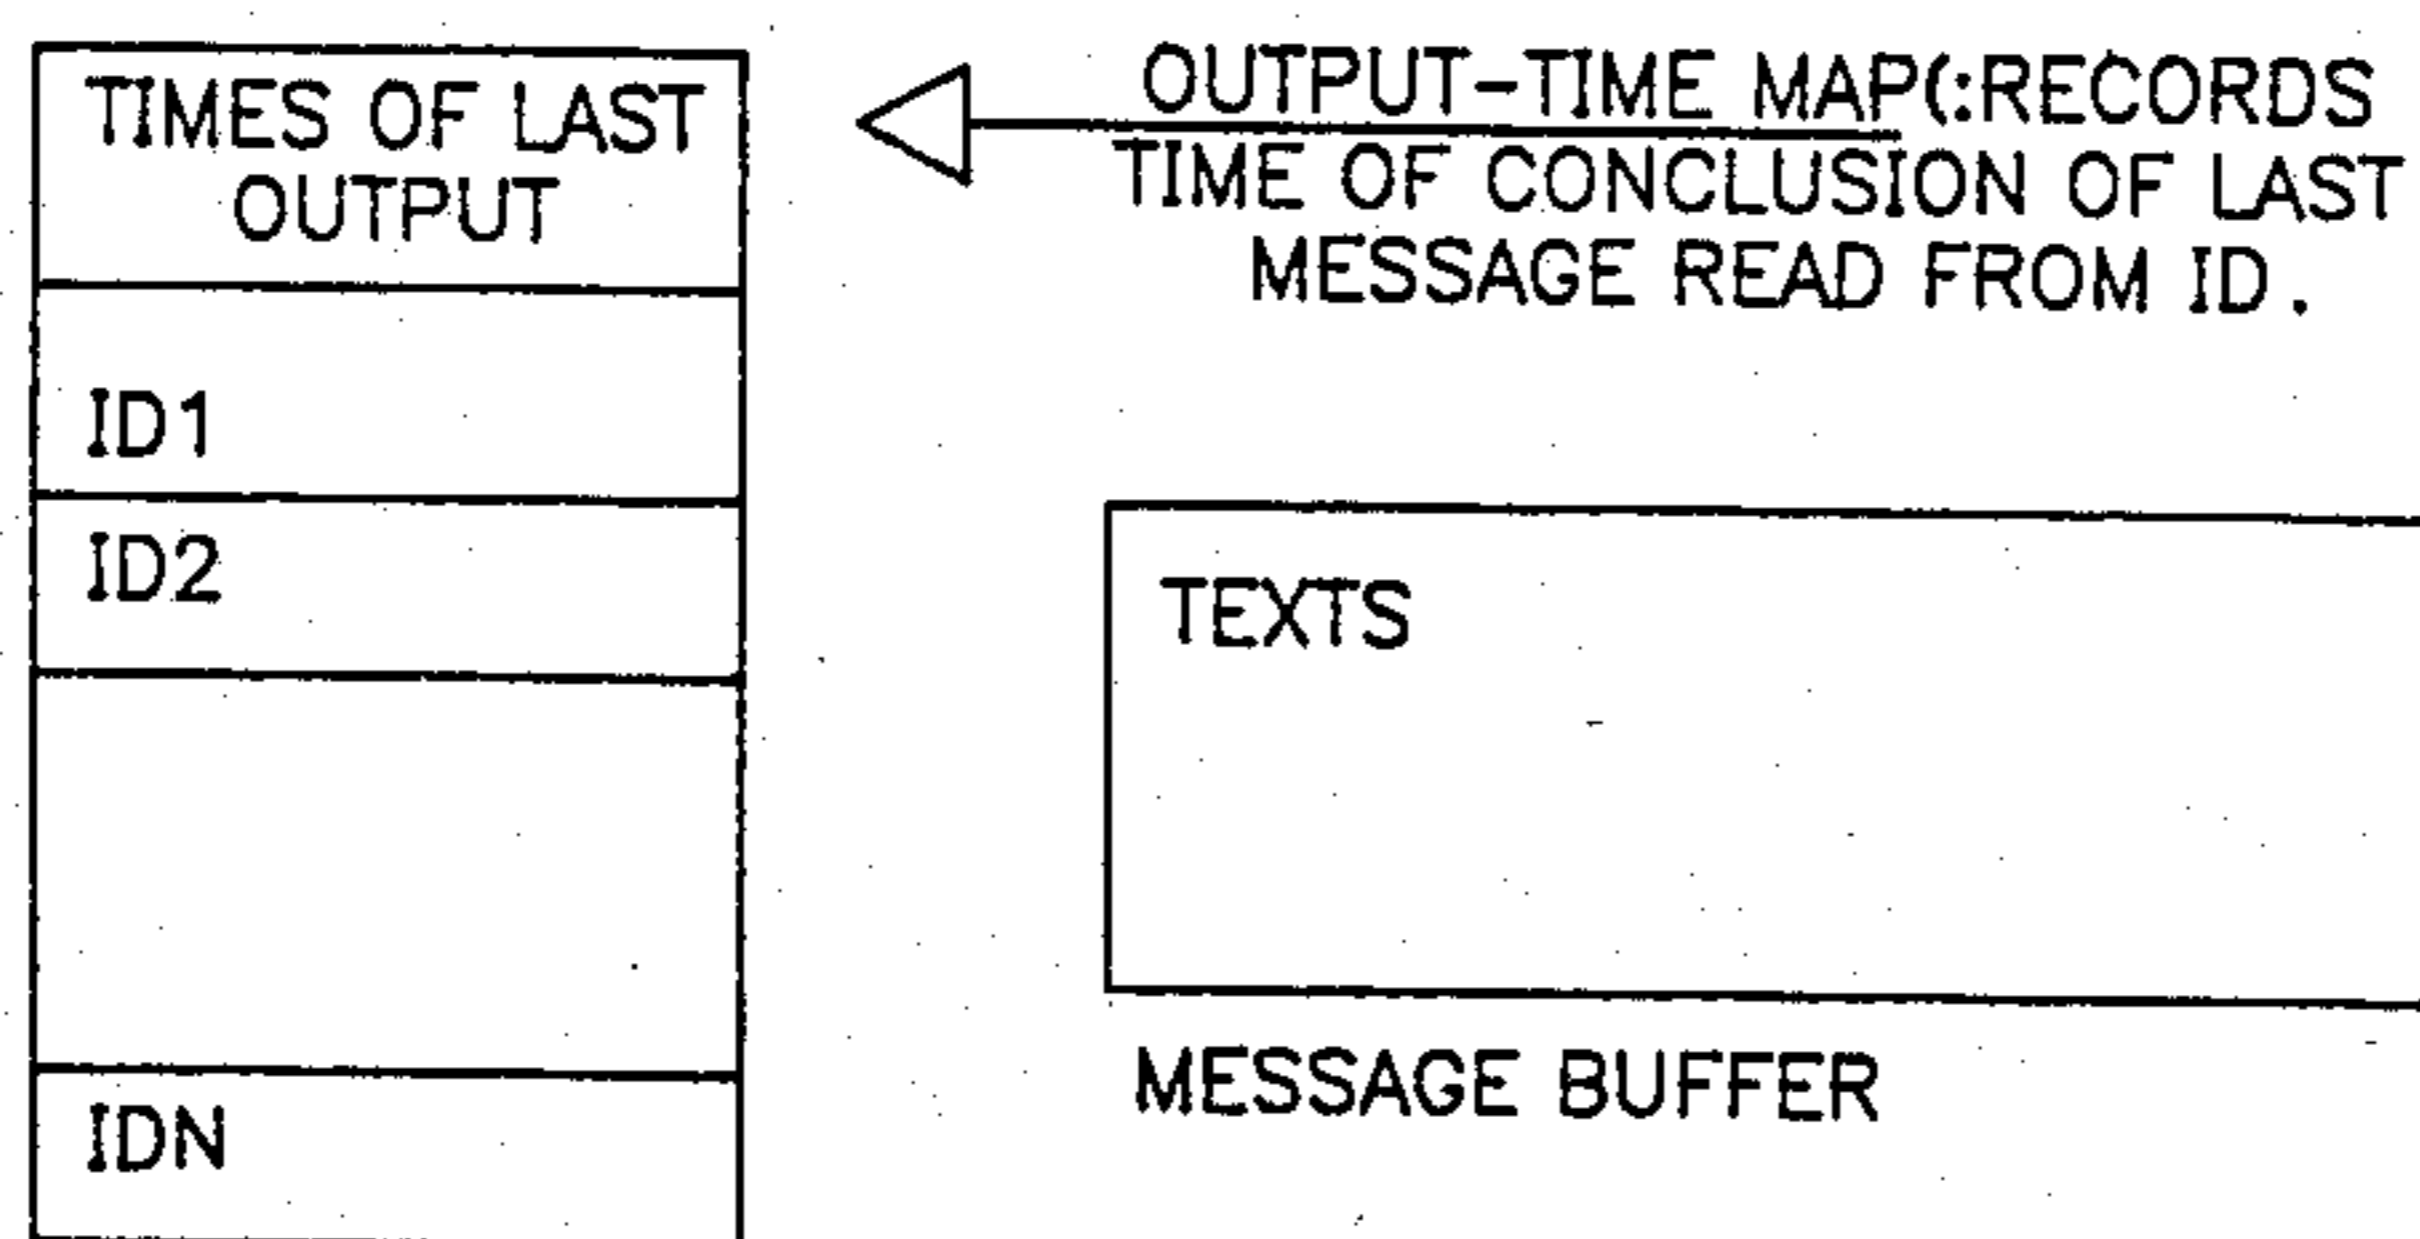 TIMES OF LAST
OUTPUT
OUTPUT-TIME MAP(:RECORDS
TIME OF CONCLUSION OF LAST
MESSAGE READ FROM ID.
ID1
ID2
TEXTS
MESSAGE BUFFER
IDN